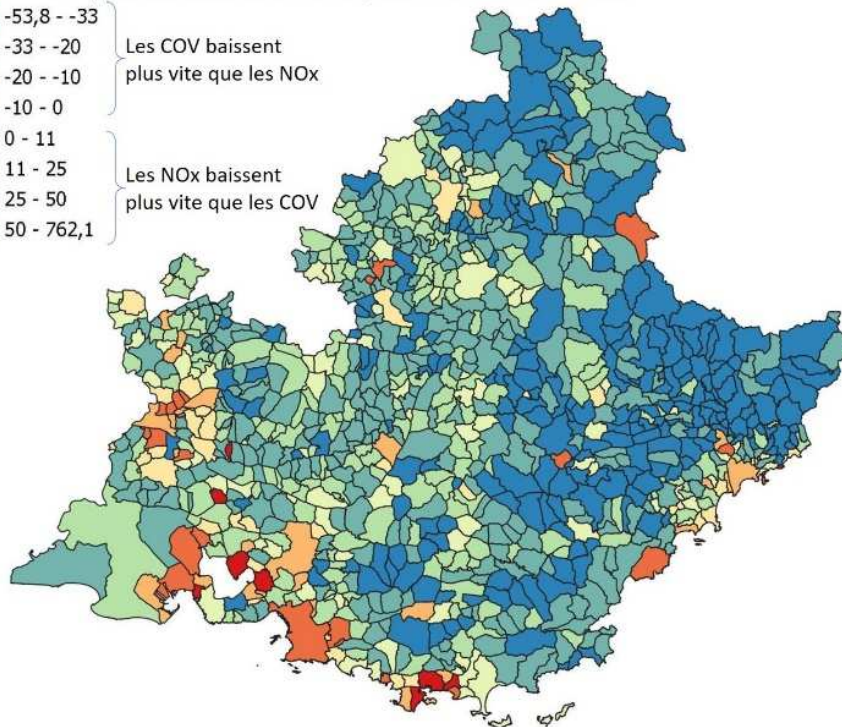 -53,8 - -33
-33 - -20
-20 - -10
-10 - 0
Les COV baissent
plus vite que les NOx
0 - 11
11 - 25
25 - 50
50 - 762,1
Les NOx baissent
plus vite que les COV